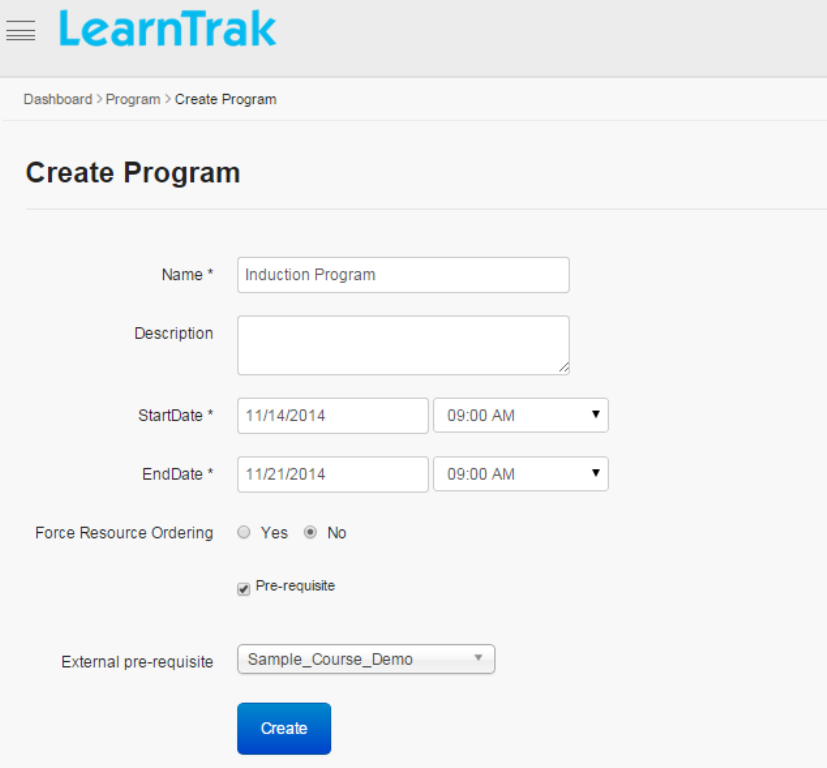 LearnTrak
Dashboard > Program > Create Program
Create Program
Name * Induction Program
Description
StartDate * 11/14/2014 09:00 AM
EndDate * 11/21/2014 09:00 AM
Force Resource Ordering Yes No
Pre-requisite
External pre-requisite Sample_Course_Demo
Create